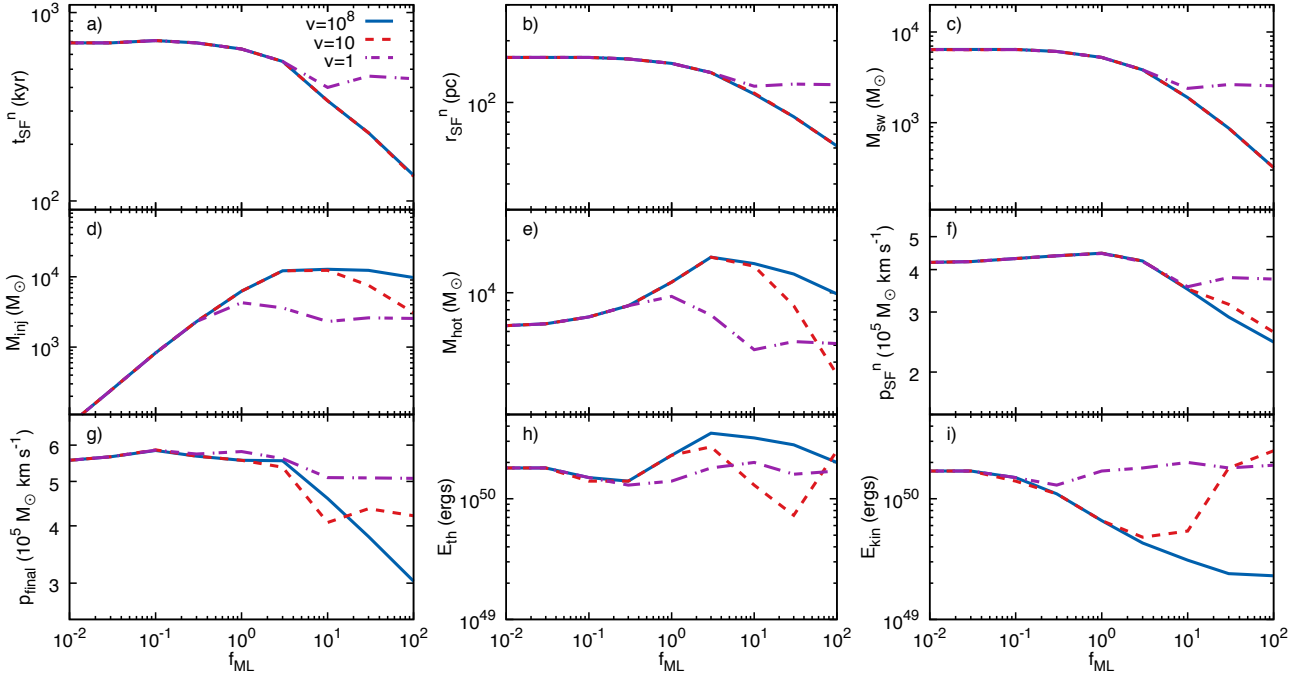 a)
ν=10⁸
ν=10
ν=1
10³
10²
t_SF^n (kyr)
b)
10²
r_SF^n (pc)
c)
10⁴
10³
M_sw (M_⊙)
d)
10⁴
10³
M_inj (M_⊙)
e)
10⁴
M_hot (M_⊙)
f)
5
4
3
2
p_SF^n (10⁵ M_⊙ km s⁻¹)
g)
6
5
4
3
p_final (10⁵ M_⊙ km s⁻¹)
h)
10⁵⁰
10⁴⁹
E_th (ergs)
i)
10⁵⁰
10⁴⁹
E_kin (ergs)
10⁻² 10⁻¹ 10⁰ 10¹ 10²
10⁻² 10⁻¹ 10⁰ 10¹ 10²
10⁻² 10⁻¹ 10⁰ 10¹ 10²
f_ML
f_ML
f_ML